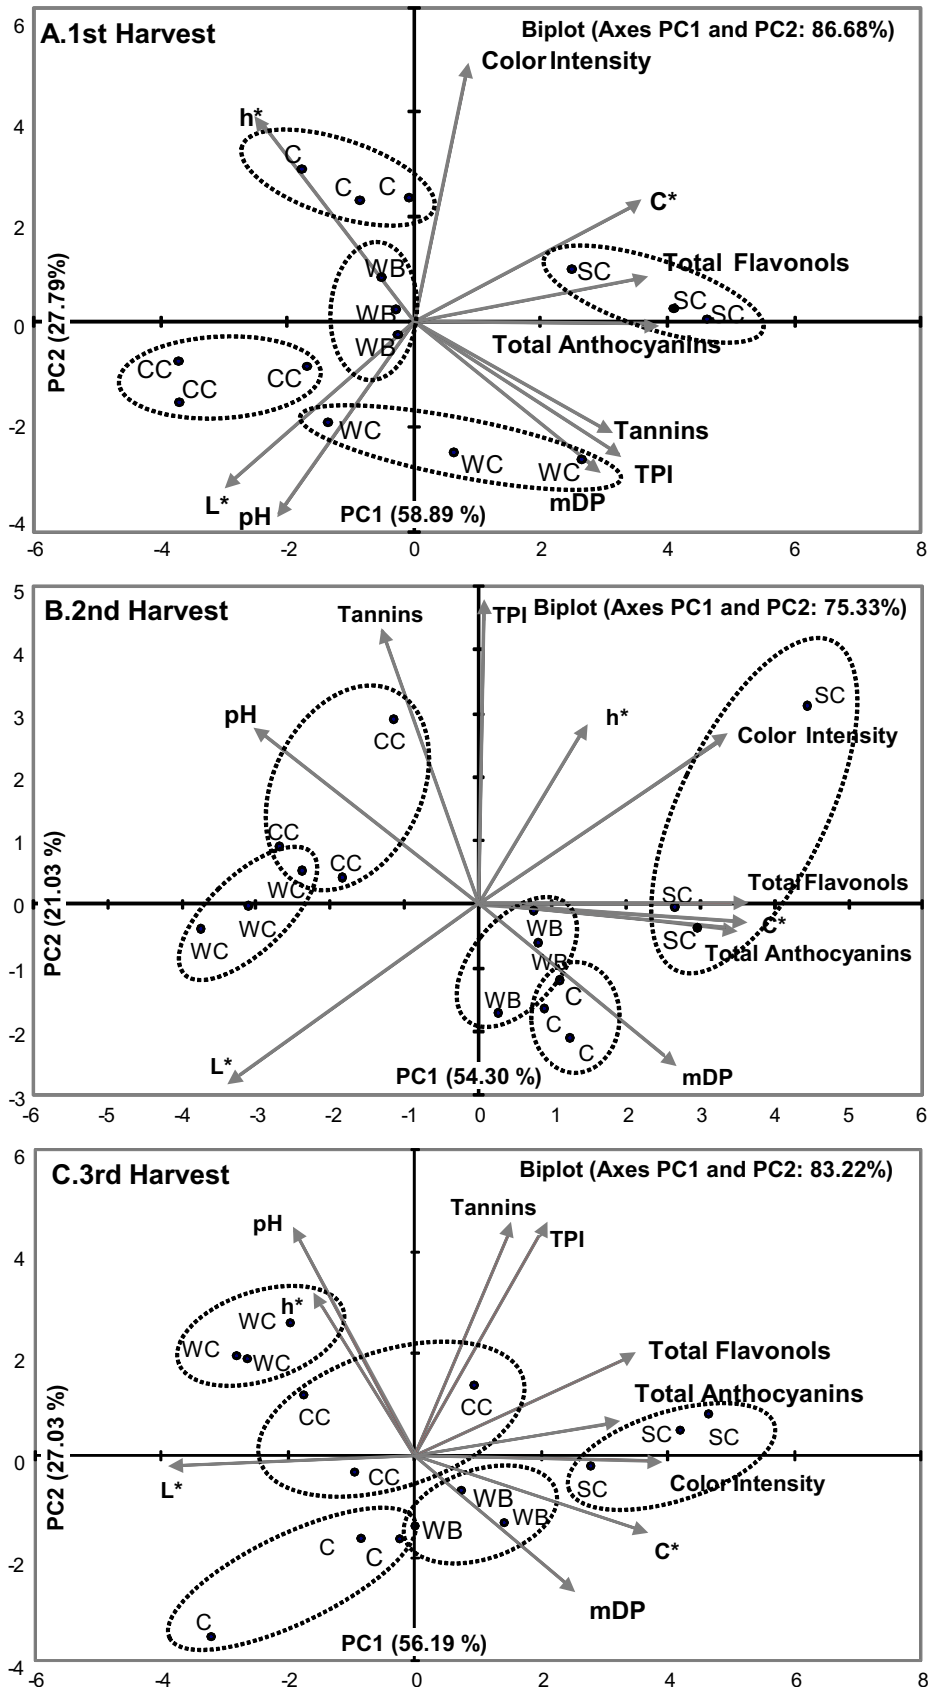 A.1st Harvest
Biplot (Axes PC1 and PC2: 86.68%)
Color Intensity
h*
C
C
C
C*
WB
WB
WB
SC
SC
SC
Total Flavonols
Total Anthocyanins
CC
CC
CC
WC
WC
WC
Tannins
TPI
mDP
L*
pH
PC2 (27.79%)
PC1 (58.89 %)
6
4
2
0
-2
-4
-6
-4
-2
0
2
4
6
8
B.2nd Harvest
Biplot (Axes PC1 and PC2: 75.33%)
Tannins
TPI
pH
h*
SC
Color Intensity
CC
CC
CC
WC
WC
WC
Total Flavonols
SC
C*
SC
Total Anthocyanins
WB
WB
WB
C
C
C
L*
mDP
PC2 (21.03 %)
PC1 (54.30 %)
5
4
3
2
1
0
-1
-2
-3
-6
-5
-4
-3
-2
-1
0
1
2
3
4
5
6
C.3rd Harvest
Biplot (Axes PC1 and PC2: 83.22%)
Tannins
TPI
pH
h*
WC
WC
WC
Total Flavonols
Total Anthocyanins
CC
CC
CC
SC
SC
SC
L*
Color Intensity
WB
WB
WB
C*
C
C
C
mDP
PC2 (27.03 %)
PC1 (56.19 %)
6
4
2
0
-2
-4
-6
-4
-2
0
2
4
6
8